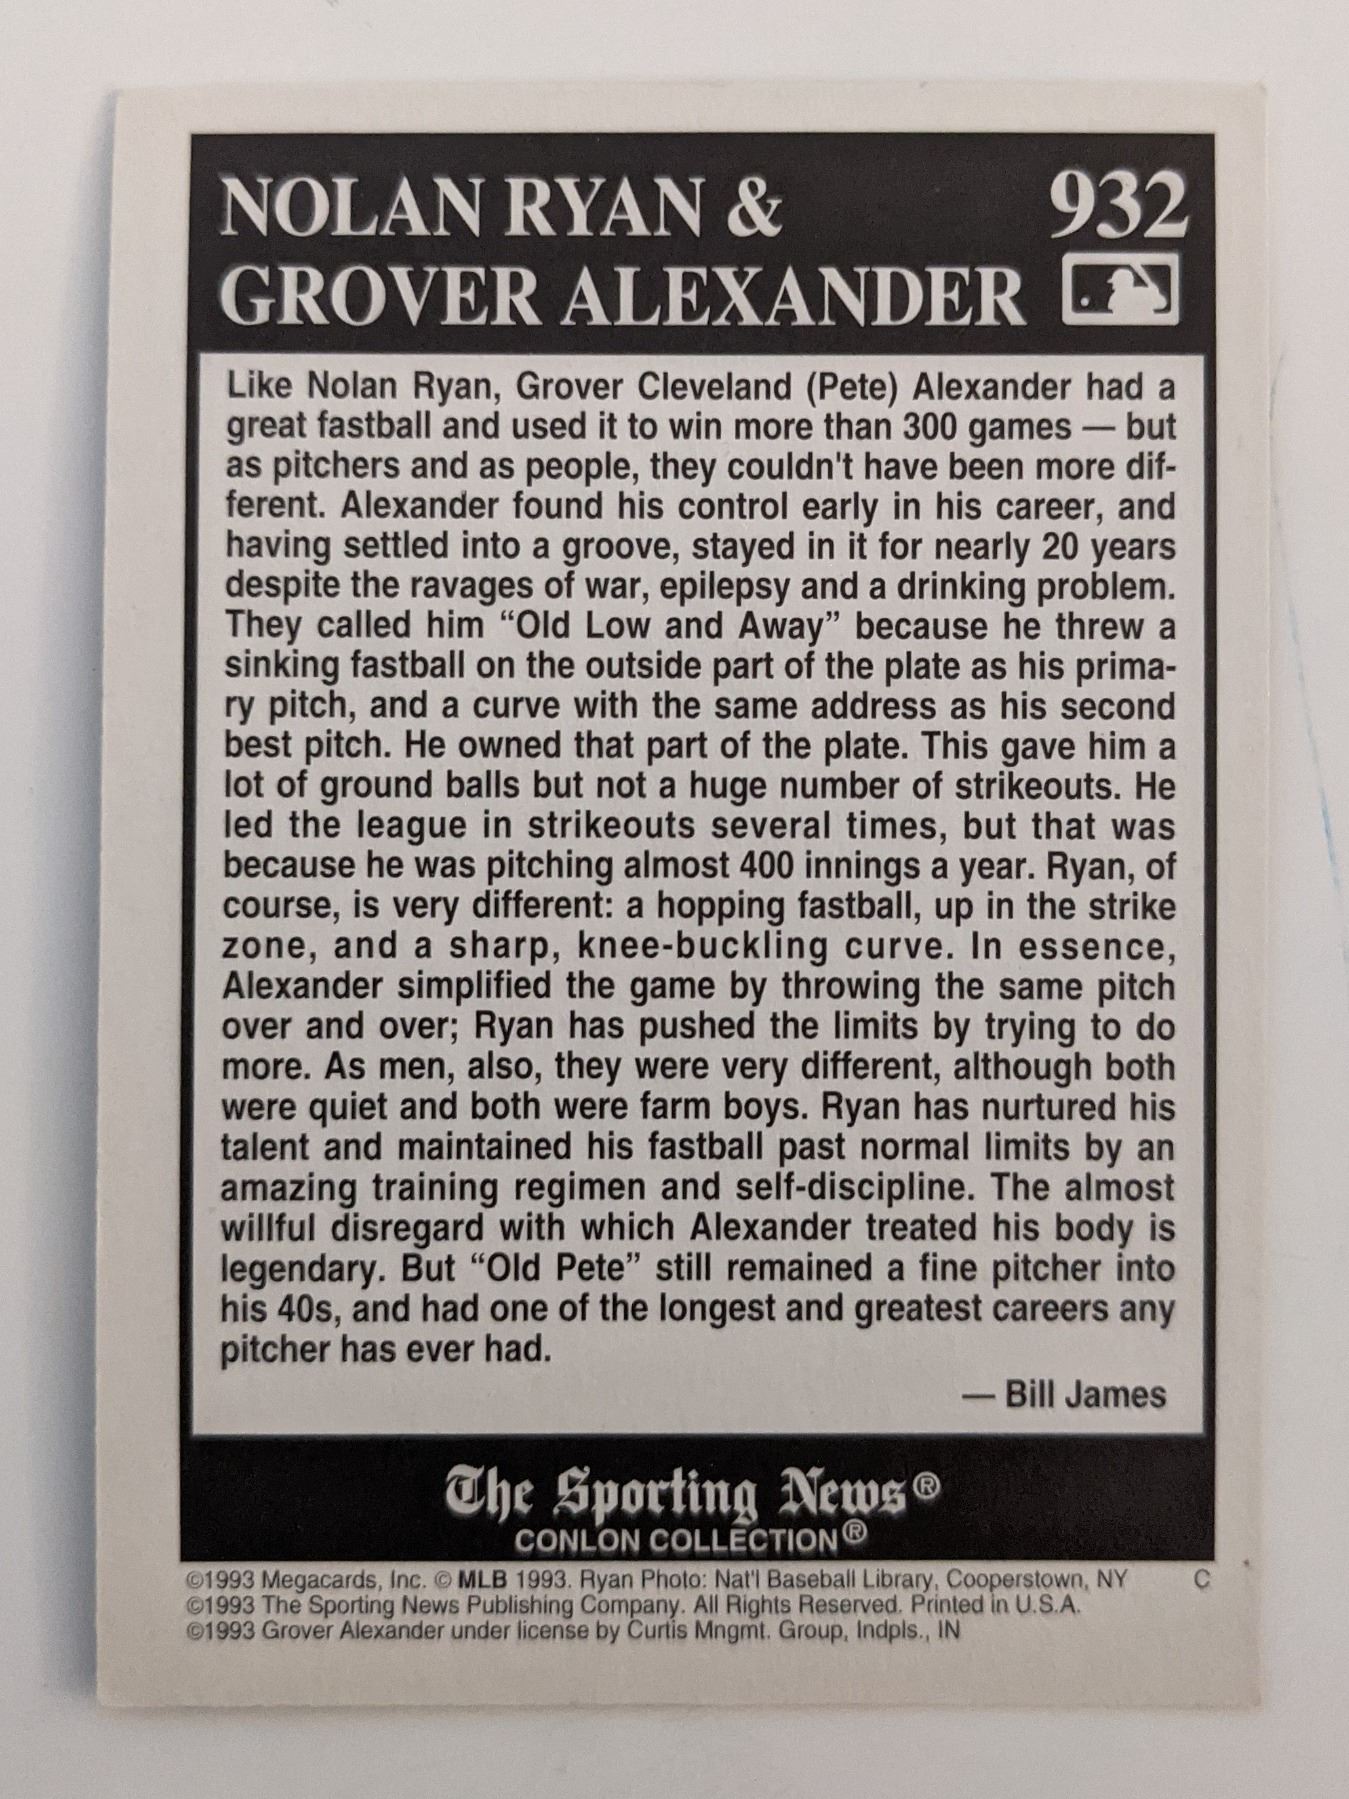 NOLAN RYAN &
932
GROVER ALEXANDER
Like Nolan Ryan, Grover Cleveland (Pete) Alexander had a
great fastball and used it to win more than 300 games — but
as pitchers and as people, they couldn't have been more dif-
ferent. Alexander found his control early in his career, and
having settled into a groove, stayed in it for nearly 20 years
despite the ravages of war, epilepsy and a drinking problem.
They called him “Old Low and Away” because he threw a
sinking fastball on the outside part of the plate as his prima-
ry pitch, and a curve with the same address as his second
best pitch. He owned that part of the plate. This gave him a
lot of ground balls but not a huge number of strikeouts. He
led the league in strikeouts several times, but that was
because he was pitching almost 400 innings a year. Ryan, of
course, is very different: a hopping fastball, up in the strike
zone, and a sharp, knee-buckling curve. In essence,
Alexander simplified the game by throwing the same pitch
over and over; Ryan has pushed the limits by trying to do
more. As men, also, they were very different, although both
were quiet and both were farm boys. Ryan has nurtured his
talent and maintained his fastball past normal limits by an
amazing training regimen and self-discipline. The almost
willful disregard with which Alexander treated his body is
legendary. But “Old Pete” still remained a fine pitcher into
his 40s, and had one of the longest and greatest careers any
pitcher has ever had.
— Bill James
The Sporting News®
CONLON COLLECTION®
©1993 Megacards, Inc. © MLB 1993. Ryan Photo: Nat'l Baseball Library, Cooperstown, NY C
©1993 The Sporting News Publishing Company. All Rights Reserved. Printed in U.S.A.
©1993 Grover Alexander under license by Curtis Mngmt. Group, Indpls., IN